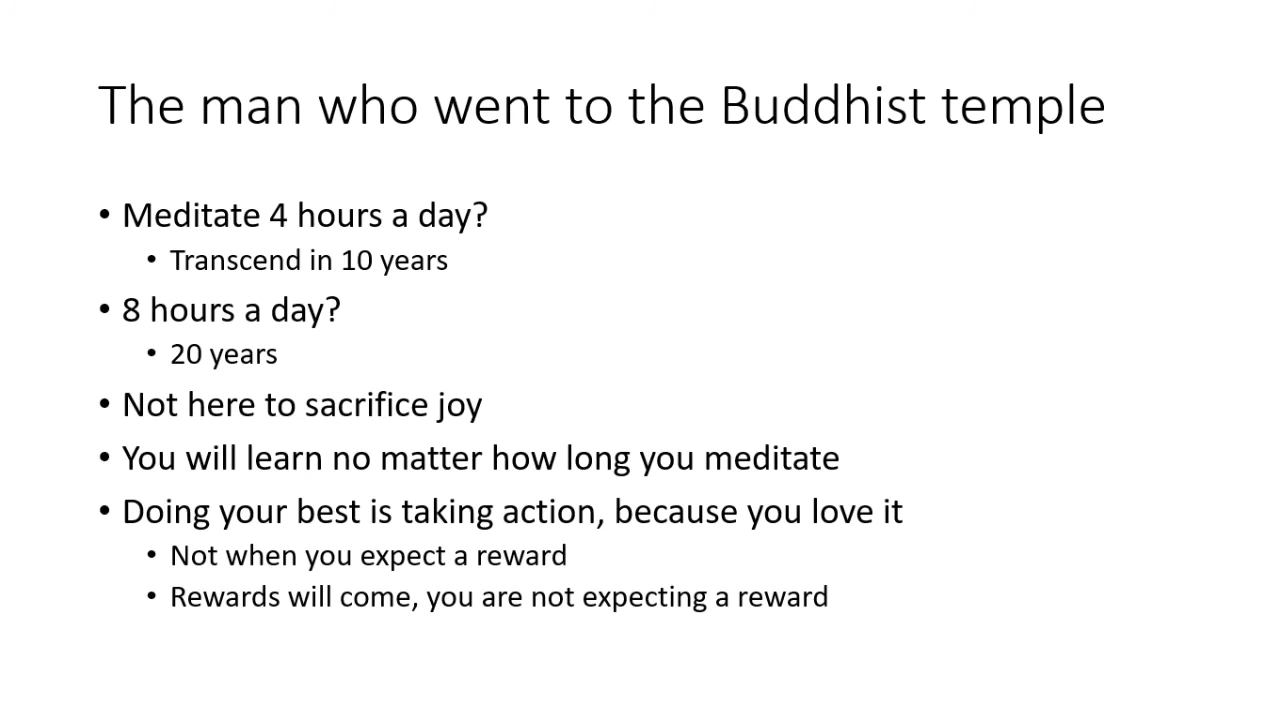 The man who went to the Buddhist temple
• Meditate 4 hours a day?
• Transcend in 10 years
• 8 hours a day?
• 20 years
• Not here to sacrifice joy
• You will learn no matter how long you meditate
• Doing your best is taking action, because you love it
• Not when you expect a reward
• Rewards will come, you are not expecting a reward